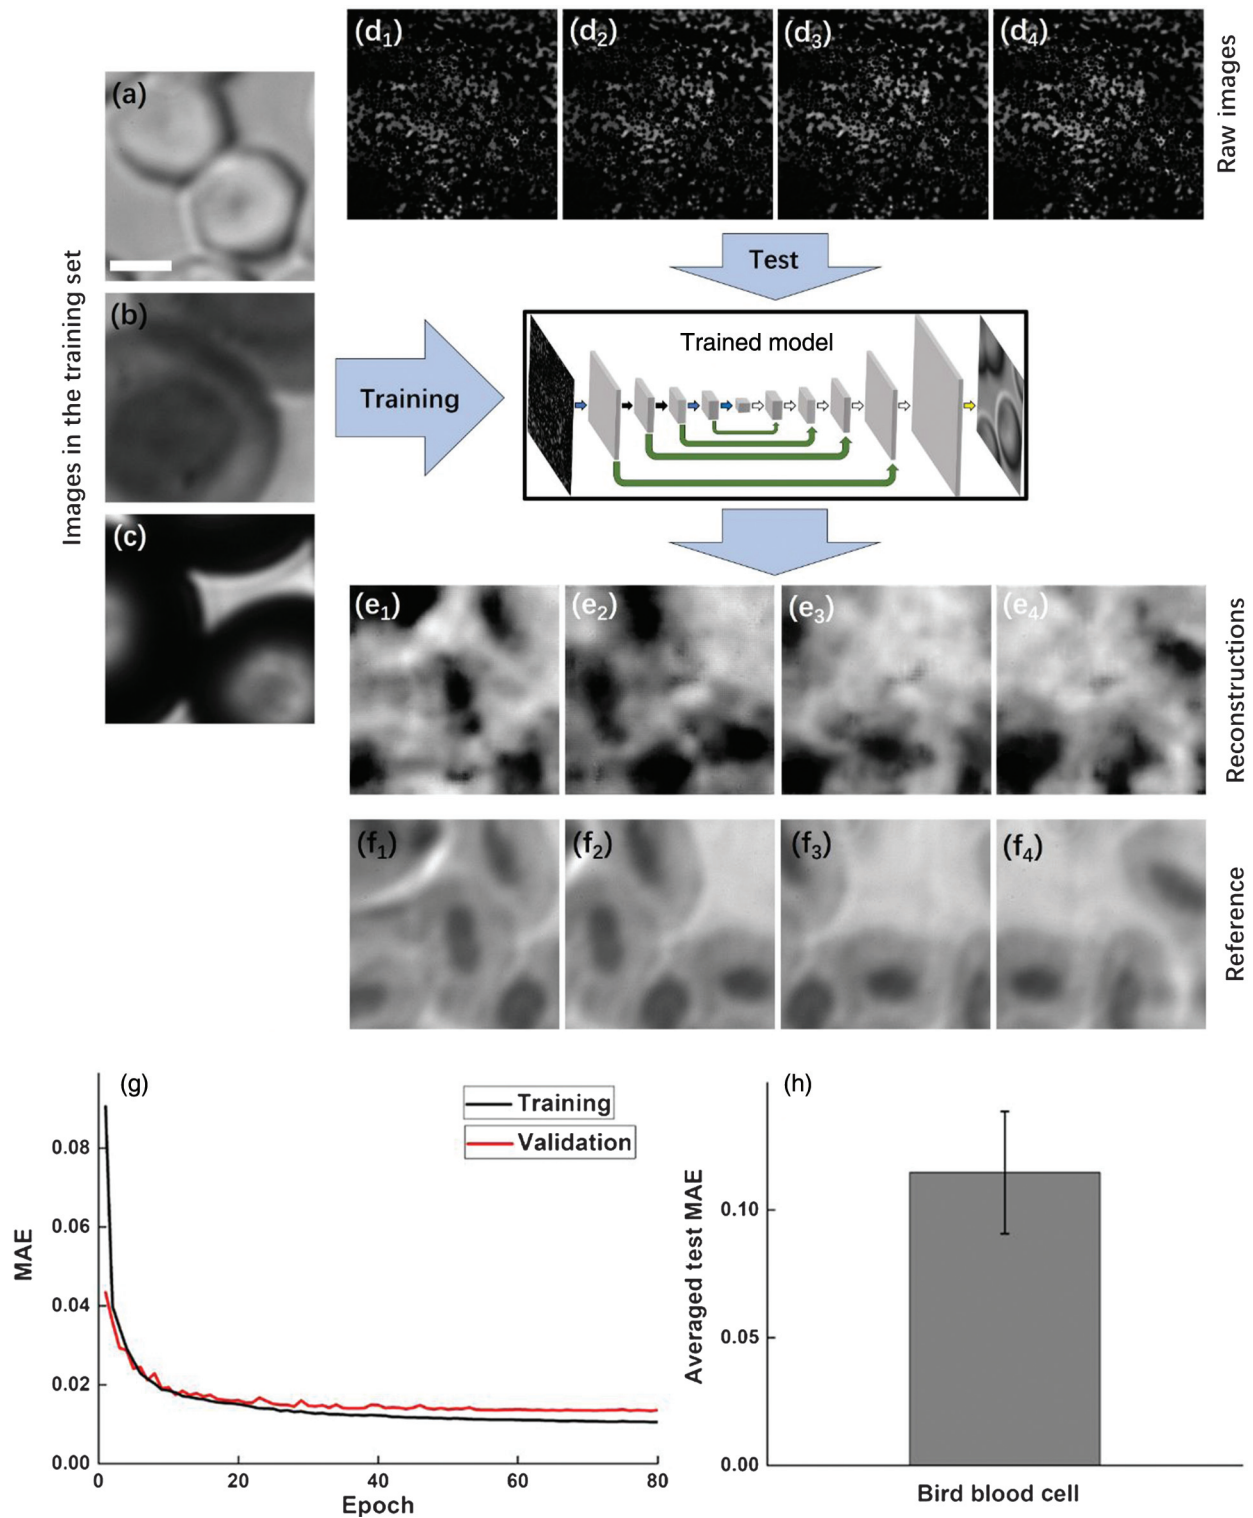 (d1)
(d2)
(d3)
(d4)
Raw images
(a)
(b)
(c)
Images in the training set
Test
Training
Trained model
(e1)
(e2)
(e3)
(e4)
Reconstructions
(f1)
(f2)
(f3)
(f4)
Reference
(g)
Training
Validation
MAE
0.08
0.06
0.04
0.02
0.00
0
20
40
60
80
Epoch
(h)
Averaged test MAE
0.10
0.05
0.00
Bird blood cell